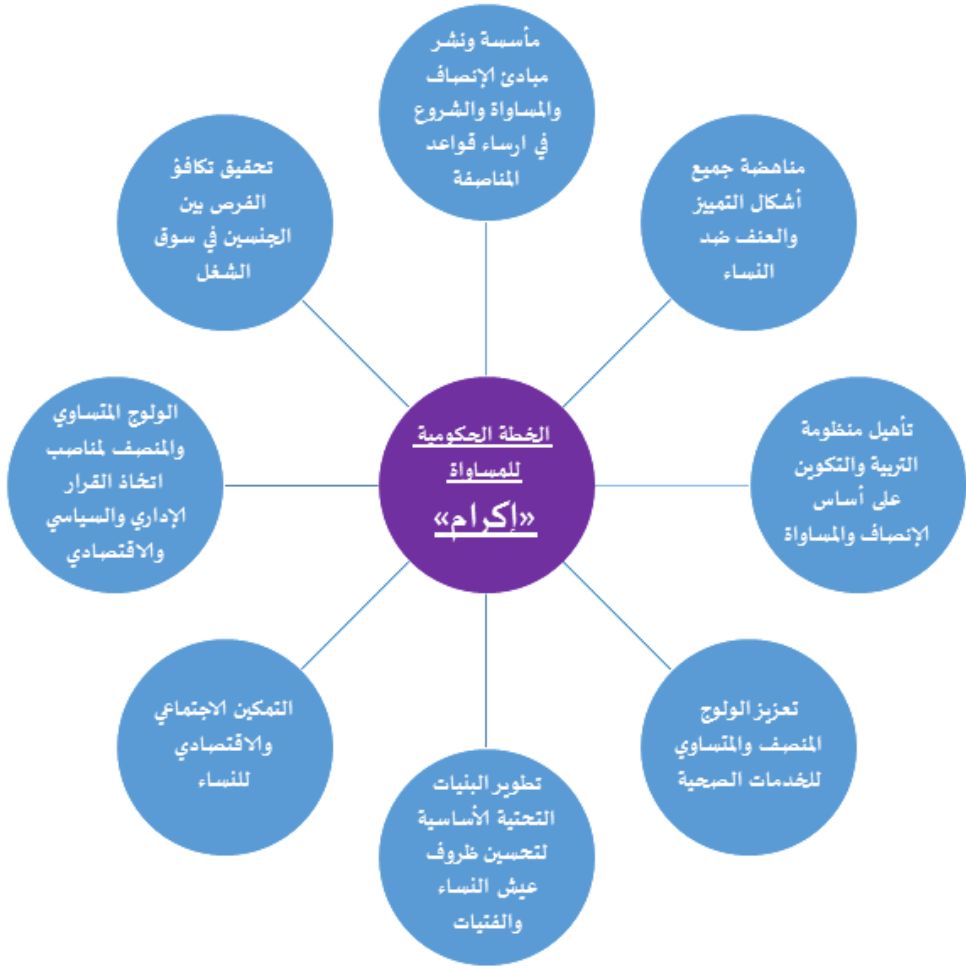 مأسسة ونشر
مبادئ الإنصاف
والمساواة والشروع
في ارساء قواعد
المناصفة
مناهضة جميع
أشكال التمييز
والعنف ضد
النساء
تأهيل منظومة
التربية والتكوين
على أساس
الإنصاف والمساواة
تعزيز الولوج
المنصف والمتساوي
للخدمات الصحية
تطوير البنيات
التحتية الأساسية
لتحسين ظروف
عيش النساء
والفتيات
التمكين الاجتماعي
والاقتصادي
للنساء
الولوج المتساوي
والمنصف لمناصب
اتخاذ القرار
الإداري والسياسي
والاقتصادي
تحقيق تكافؤ
الفرص بين
الجنسين في سوق
الشغل
الخطة الحكومية
للمساواة
«إكرام»